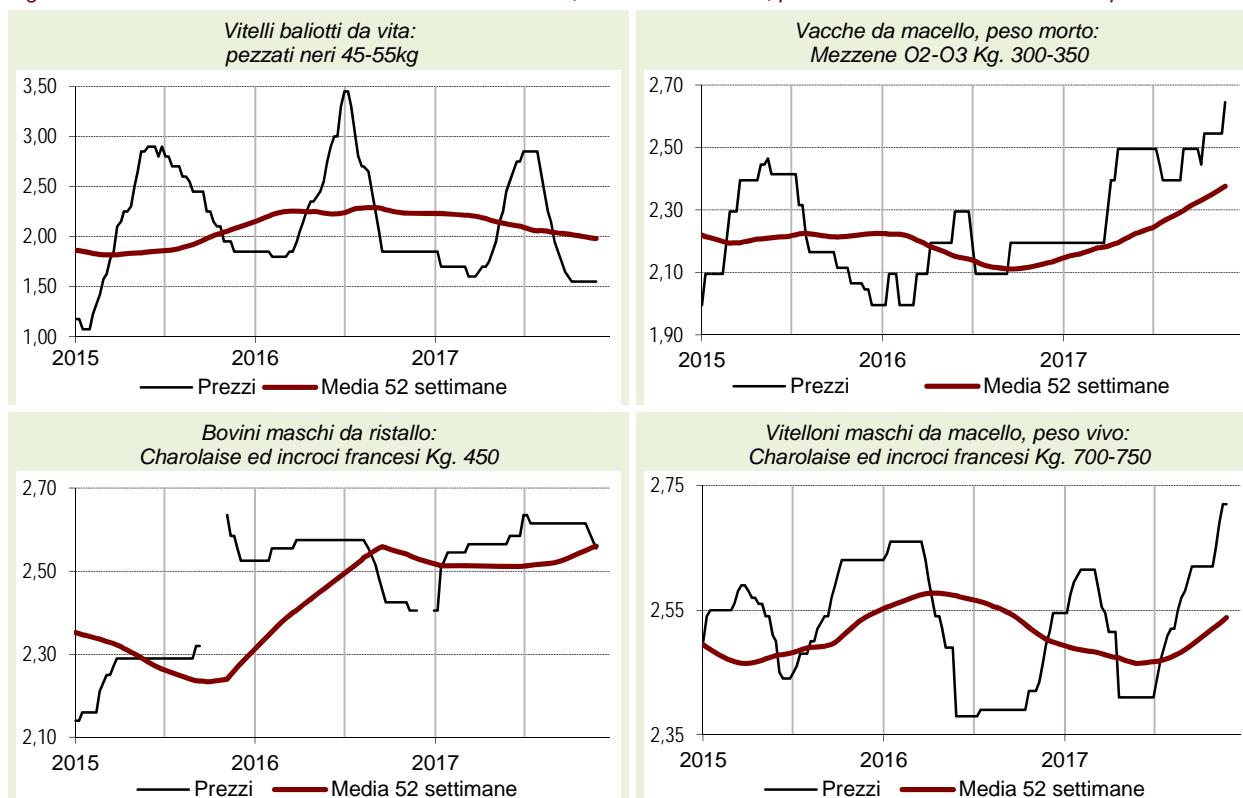 Vitelli baliotti da vita:
pezzati neri 45-55kg
3,50
3,00
2,50
2,00
1,50
1,00
2015
2016
2017
Prezzi
Media 52 settimane
Vacche da macello, peso morto:
Mezzene O2-O3 Kg. 300-350
2,70
2,50
2,30
2,10
1,90
2015
2016
2017
Prezzi
Media 52 settimane
Bovini maschi da ristallo:
Charolaise ed incroci francesi Kg. 450
2,70
2,50
2,30
2,10
2015
2016
2017
Prezzi
Media 52 settimane
Vitelloni maschi da macello, peso vivo:
Charolaise ed incroci francesi Kg. 700-750
2,75
2,55
2,35
2015
2016
2017
Prezzi
Media 52 settimane